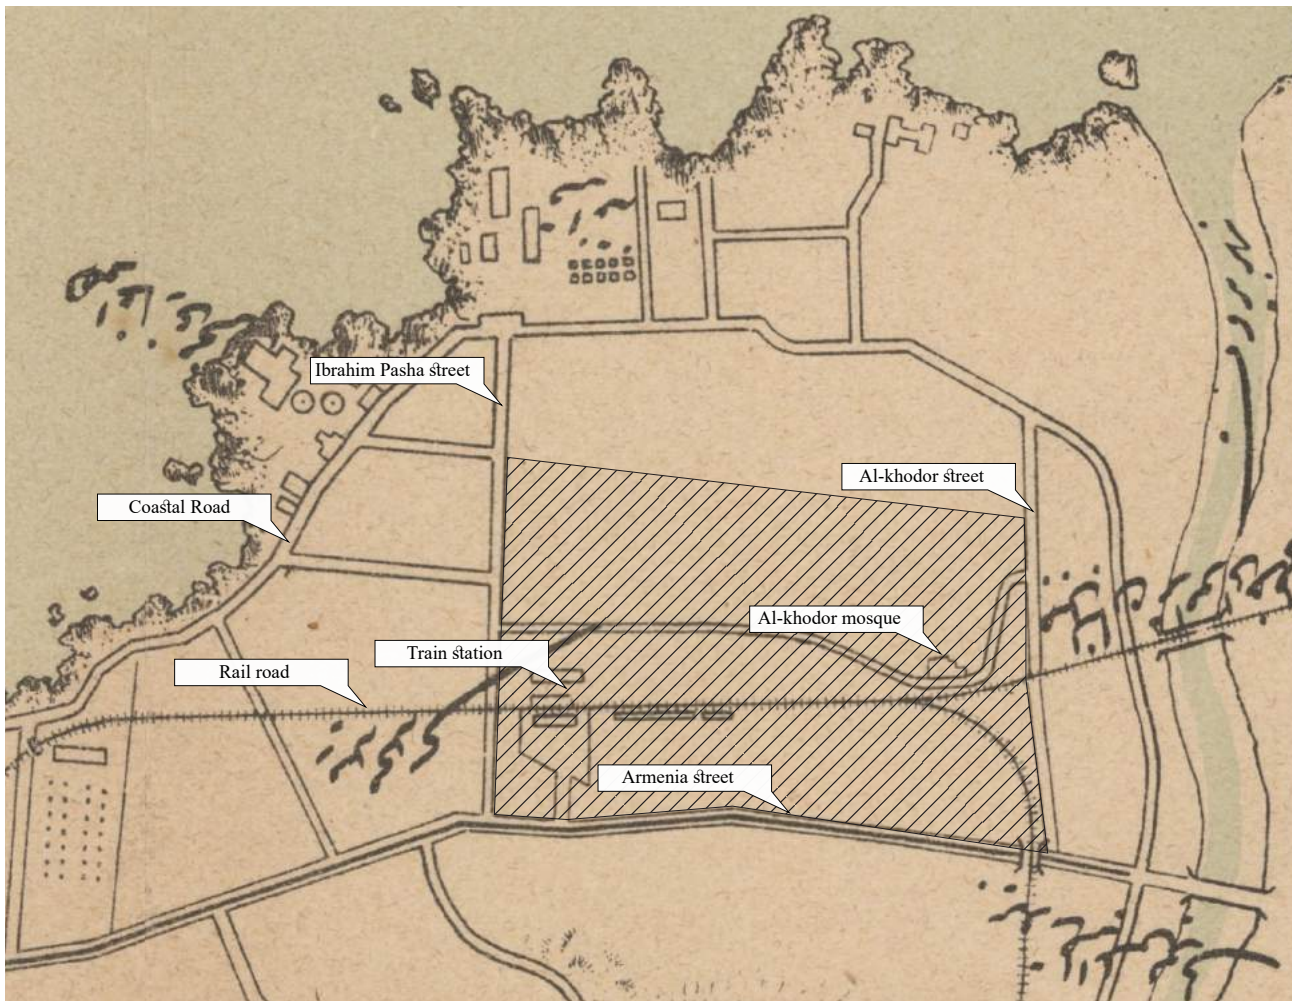 Ibrahim Pasha street
Al-khodor street
Coastal Road
Al-khodor mosque
Train station
Rail road
Armenia street